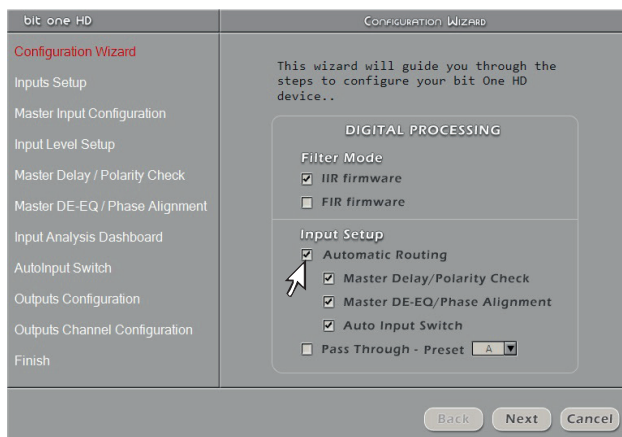 bit one HD
Configuration Wizard
Configuration Wizard
Inputs Setup
Master Input Configuration
Input Level Setup
Master Delay / Polarity Check
Master DE-EQ / Phase Alignment
Input Analysis Dashboard
AutoInput Switch
Outputs Configuration
Outputs Channel Configuration
Finish
This wizard will guide you through the
steps to configure your bit One HD
device..
DIGITAL PROCESSING
Filter Mode
IIR firmware
FIR firmware
Input Setup
Automatic Routing
Master Delay/Polarity Check
Master DE-EQ/Phase Alignment
Auto Input Switch
Pass Through - Preset A
Back Next Cancel